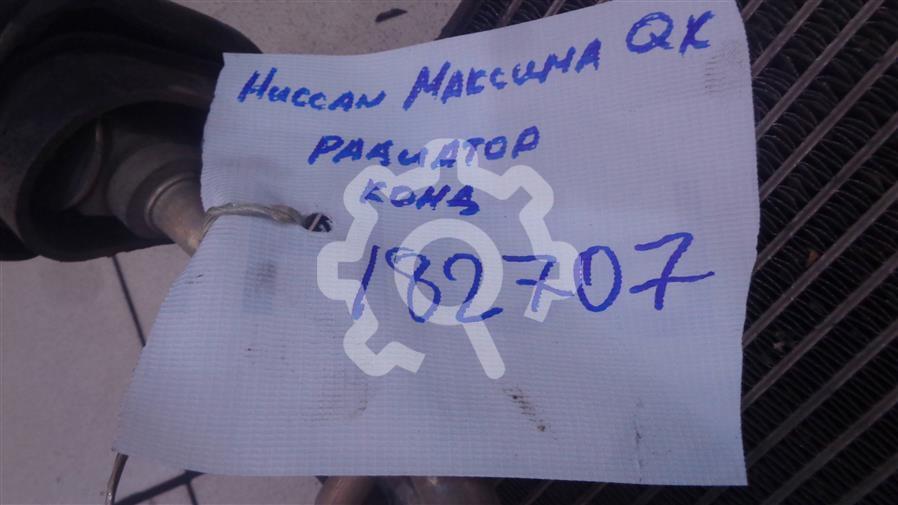 Ниссан Максима QX
радиатор
конд
182707